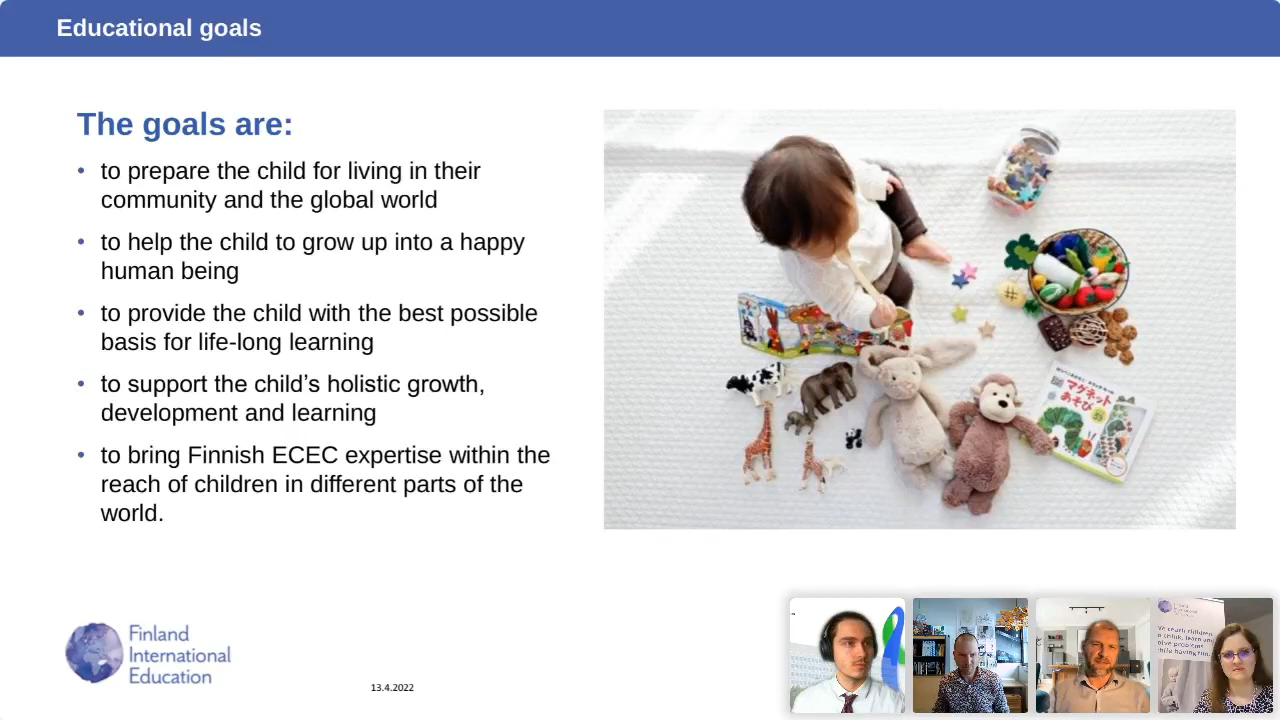 Educational goals
The goals are:
• to prepare the child for living in their
community and the global world
• to help the child to grow up into a happy
human being
• to provide the child with the best possible
basis for life-long learning
• to support the child’s holistic growth,
development and learning
• to bring Finnish ECEC expertise within the
reach of children in different parts of the
world.
マグネット
あそび
Finland
International
Education
13.4.2022